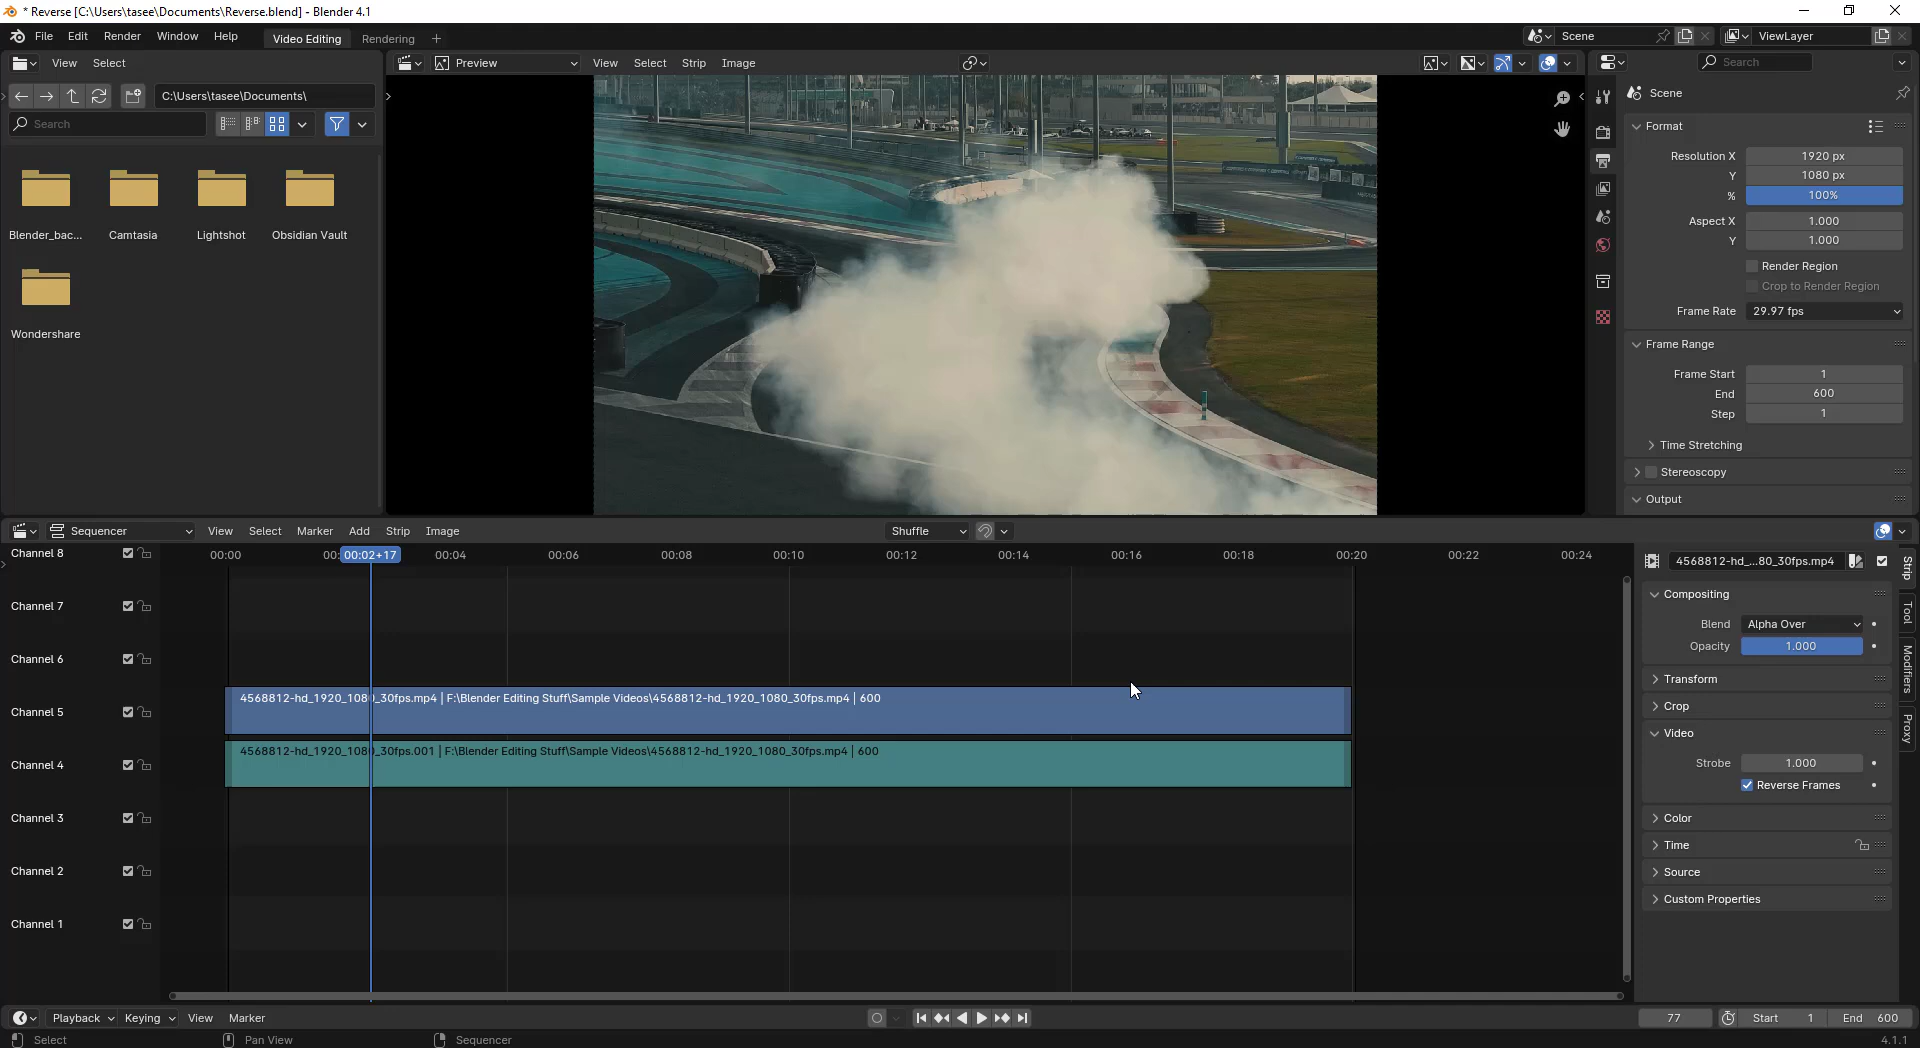 * Reverse [C:\Users\tasee\Documents\Reverse.blend] - Blender 4.1
File Edit Render Window Help Video Editing Rendering + Scene ViewLayer
View Select Preview View Select Strip Image Search
C:\Users\tasee\Documents\ Scene
Search
Format
Resolution X 1920 px
Y 1080 px
% 100%
Aspect X 1.000
Y 1.000
Blender_bac... Camtasia Lightshot Obsidian Vault
Render Region
Crop to Render Region
Frame Rate 29.97 fps
Wondershare
Frame Range
Frame Start 1
End 600
Step 1
Time Stretching
Stereoscopy
Output
Sequencer View Select Marker Add Strip Image Shuffle
Channel 8 00:00 00: 00:02+17 00:04 00:06 00:08 00:10 00:12 00:14 00:16 00:18 00:20 00:22 00:24
4568812-hd_...80_30fps.mp4
Strip
Tool
Modifiers
Proxy
Compositing
Channel 7
Blend Alpha Over
Opacity 1.000
Channel 6
Transform
4568812-hd_1920_1080_30fps.mp4 | F:\Blender Editing Stuff\Sample Videos\4568812-hd_1920_1080_30fps.mp4 | 600
Crop
Channel 5
Video
4568812-hd_1920_1080_30fps.001 | F:\Blender Editing Stuff\Sample Videos\4568812-hd_1920_1080_30fps.mp4 | 600
Channel 4
Strobe 1.000
Reverse Frames
Channel 3
Color
Time
Channel 2
Source
Custom Properties
Channel 1
Playback Keying View Marker 77 Start 1 End 600
Select Pan View Sequencer 4.1.1